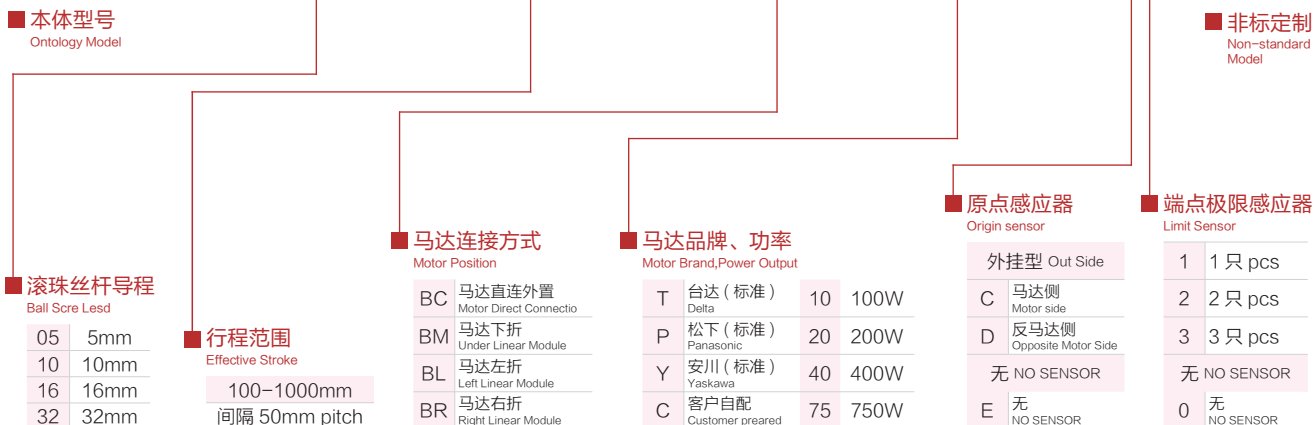 本体型号
Ontology Model
非标定制
Non-standard
Model
滚珠丝杆导程
Ball Scre Lesd
05 5mm
10 10mm
16 16mm
32 32mm
行程范围
Effective Stroke
100-1000mm
间隔 50mm pitch
马达连接方式
Motor Position
BC 马达直连外置
Motor Direct Connectio
BM 马达下折
Under Linear Module
BL 马达左折
Left Linear Module
BR 马达右折
Right Linear Module
马达品牌、功率
Motor Brand,Power Output
T 台达 ( 标准 ) 10 100W
Delta
P 松下 ( 标准 ) 20 200W
Panasonic
Y 安川 ( 标准 ) 40 400W
Yaskawa
C 客户自配 75 750W
Customer preared
原点感应器
Origin sensor
外挂型 Out Side
C 马达侧
Motor side
D 反马达侧
Opposite Motor Side
无 NO SENSOR
E 无
NO SENSOR
端点极限感应器
Limit Sensor
1 1 只 pcs
2 2 只 pcs
3 3 只 pcs
无 NO SENSOR
0 无
NO SENSOR